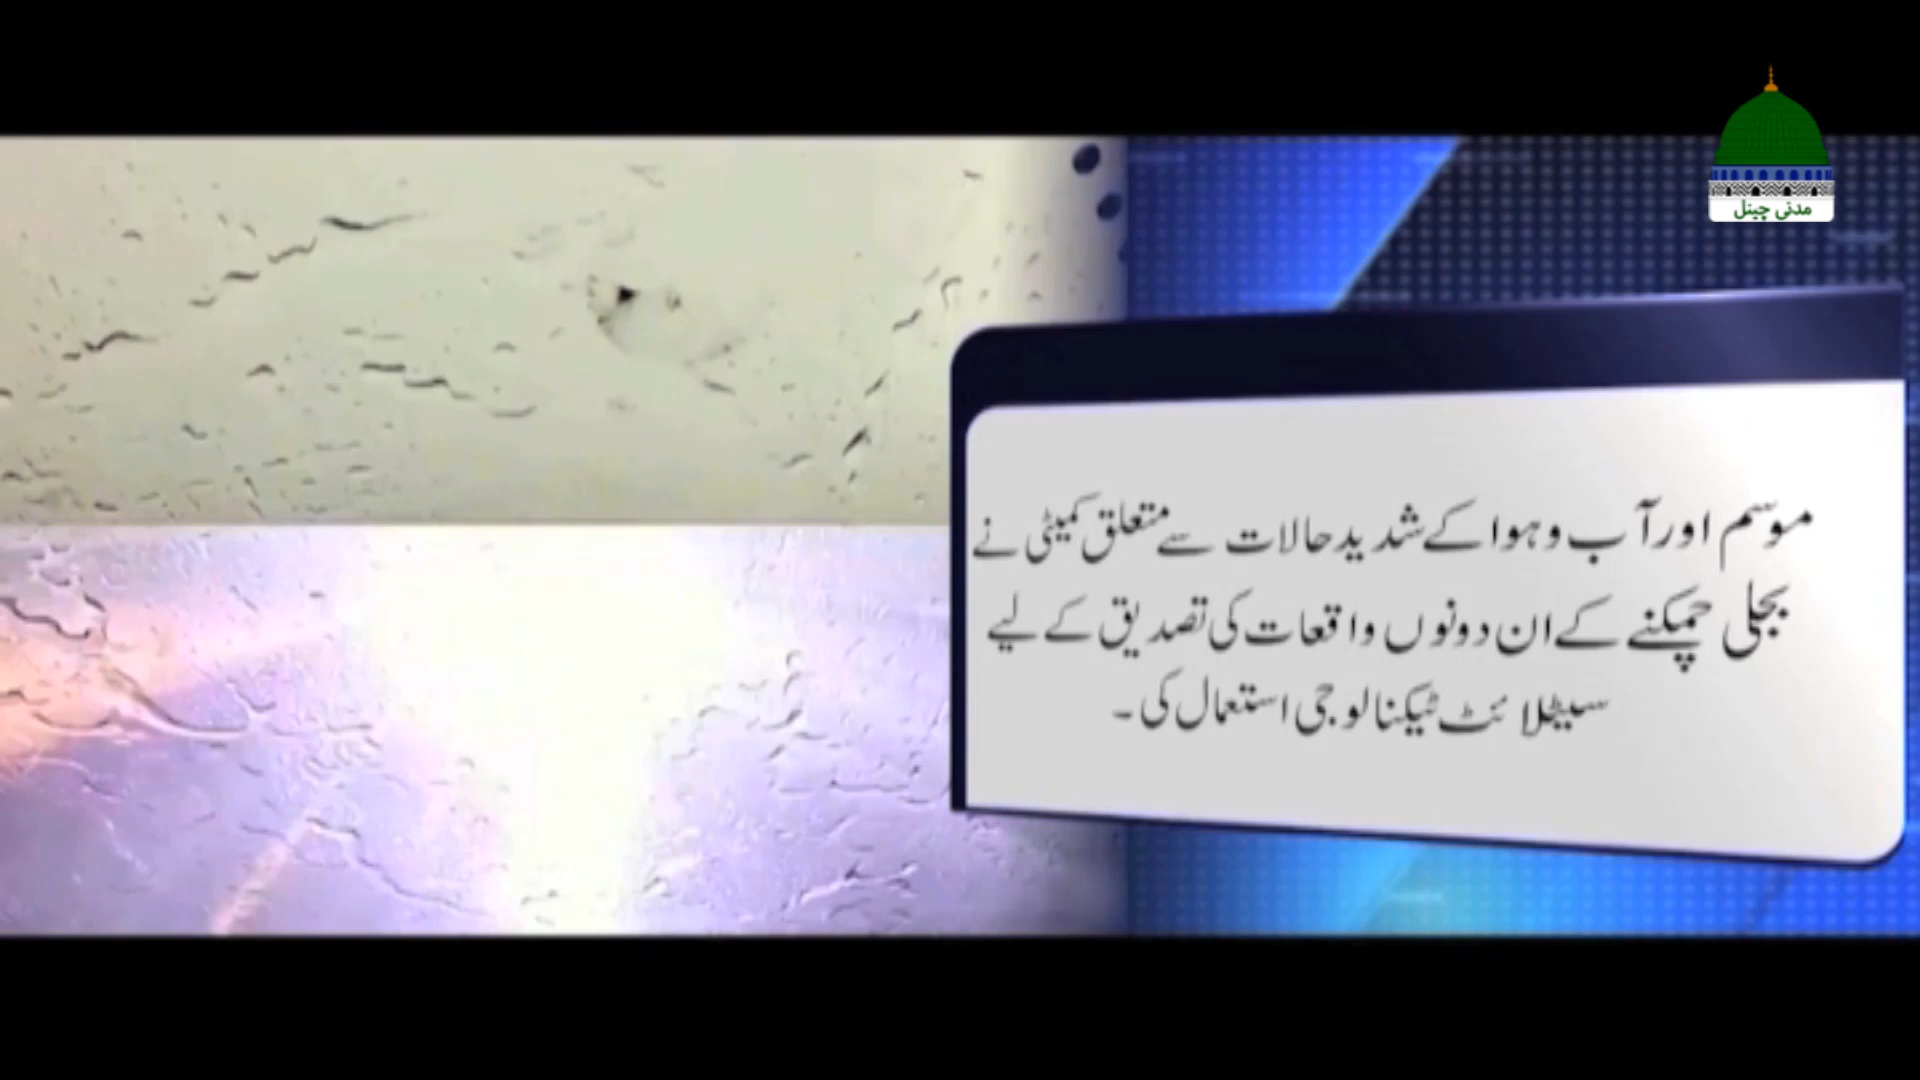 مدنی چینل
موسم اور آب و ہوا کے شدید حالات سے متعلق کمیٹی نے
بجلی چمکنے کے ان دونوں واقعات کی تصدیق کے لیے
سیٹلائٹ ٹیکنالوجی استعمال کی۔